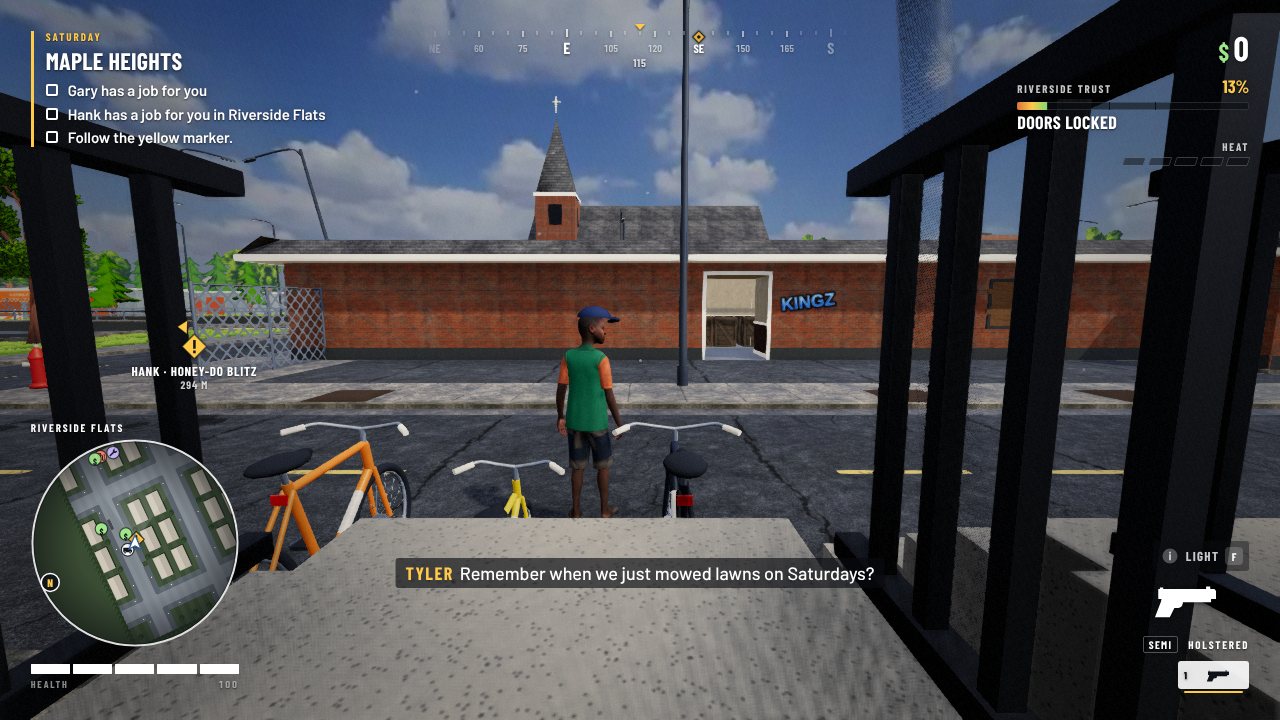 SATURDAY
MAPLE HEIGHTS
Gary has a job for you
Hank has a job for you in Riverside Flats
Follow the yellow marker.
NE 60 75 E 105 120 SE 150 165 S
115
$0
RIVERSIDE TRUST 13%
DOORS LOCKED
HEAT
KINGZ
HANK · HONEY-DO BLITZ
294 M
RIVERSIDE FLATS
N
TYLER Remember when we just mowed lawns on Saturdays?
LIGHT F
SEMI HOLSTERED
1
HEALTH 100